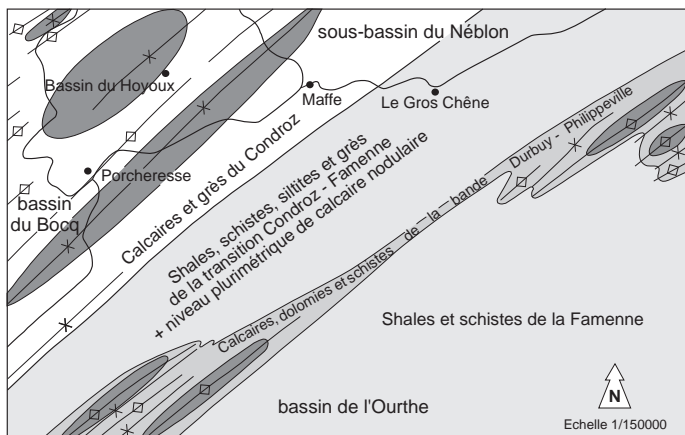 sous-bassin du Néblon
Bassin du Hoyoux
Maffe
Le Gros Chêne
Porcheresse
bassin
du Bocq
Calcaires et grès du Condroz
Shales, schistes, siltites et grès
de la transition Condroz - Famenne
+ niveau plurimétrique de calcaire nodulaire
Calcaires, dolomies et schistes de la bande Durbuy - Philippeville
Shales et schistes de la Famenne
bassin de l'Ourthe
N
Echelle 1/150000